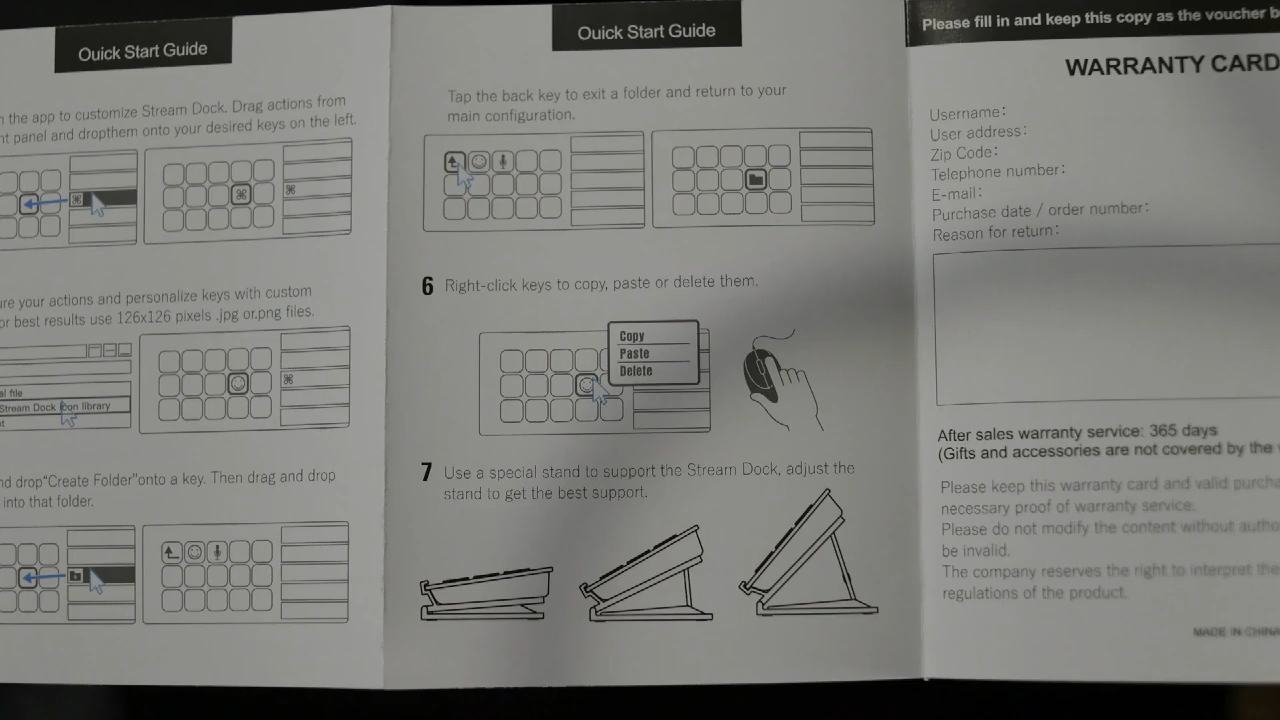 Quick Start Guide
the app to customize Stream Dock. Drag actions from
panel and dropthem onto your desired keys on the left.
⌘
⌘
⌘
your actions and personalize keys with custom
for best results use 126x126 pixels .jpg or.png files.
file
Stream Dock Icon library
⌘
drop“Create Folder”onto a key. Then drag and drop
into that folder.
Quick Start Guide
Tap the back key to exit a folder and return to your
main configuration.
6 Right-click keys to copy, paste or delete them.
Copy
Paste
Delete
7 Use a special stand to support the Stream Dock, adjust the
stand to get the best support.
Please fill in and keep this copy as the voucher
WARRANTY CARD
Username:
User address:
Zip Code:
Telephone number:
E-mail:
Purchase date / order number:
Reason for return:
After sales warranty service: 365 days
(Gifts and accessories are not covered by the
Please keep this warranty card and valid
necessary proof of warranty service.
Please do not modify the content without
be invalid.
The company reserves the right to interpret the
regulations of the product.
MADE IN CHINA